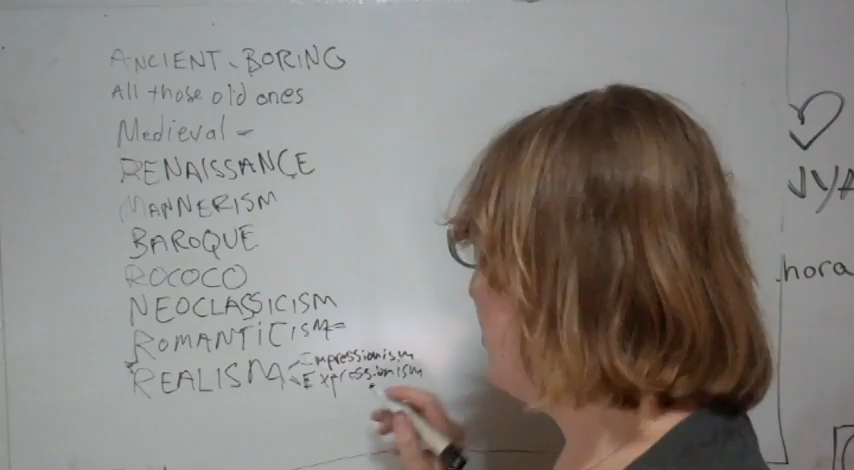 ANCIENT - BORING
All those old ones
Medieval -
RENAISSANCE
MANNERISM
BAROQUE
ROCOCO
NEOCLASSICISM
ROMANTICISM=
REALISM - Impressionism
- Expressionism
hora